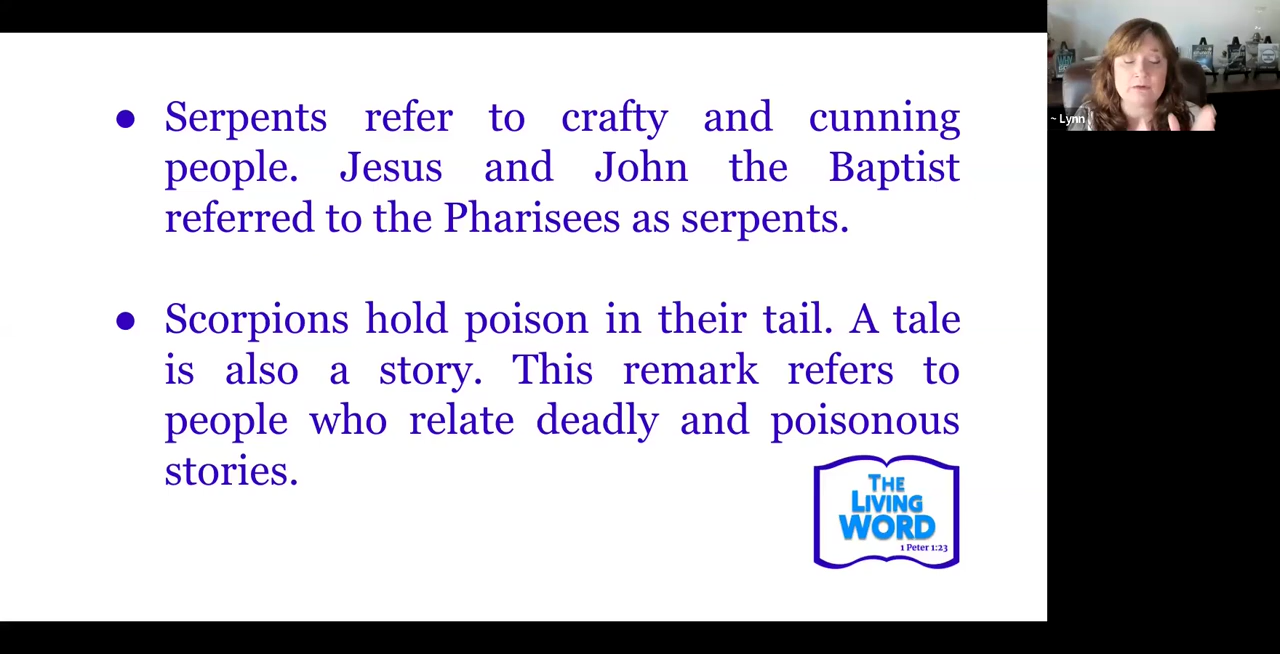 ● Serpents refer to crafty and cunning
people. Jesus and John the Baptist
referred to the Pharisees as serpents.
● Scorpions hold poison in their tail. A tale
is also a story. This remark refers to
people who relate deadly and poisonous
stories.
THE
LIVING
WORD
1 Peter 1:23
~ Lynn